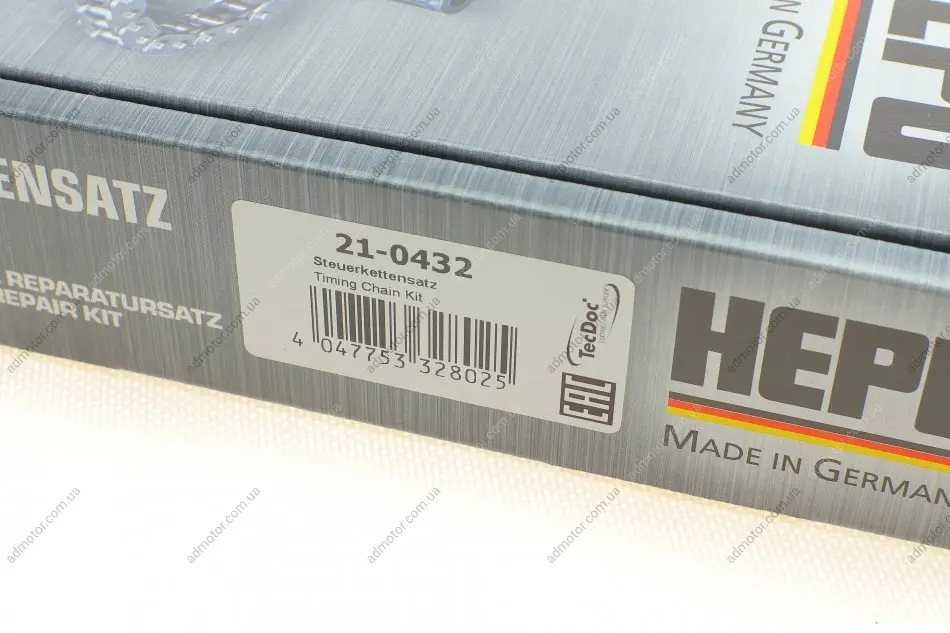 N GERMANY
EPO
ENSATZ
REPARATURSATZ
REPAIR KIT
21-0432
Steuerkettensatz
Timing Chain Kit
4 047753 328025
TecDoc
EAC
HEP
MADE IN GERMAN
admotor.com.ua